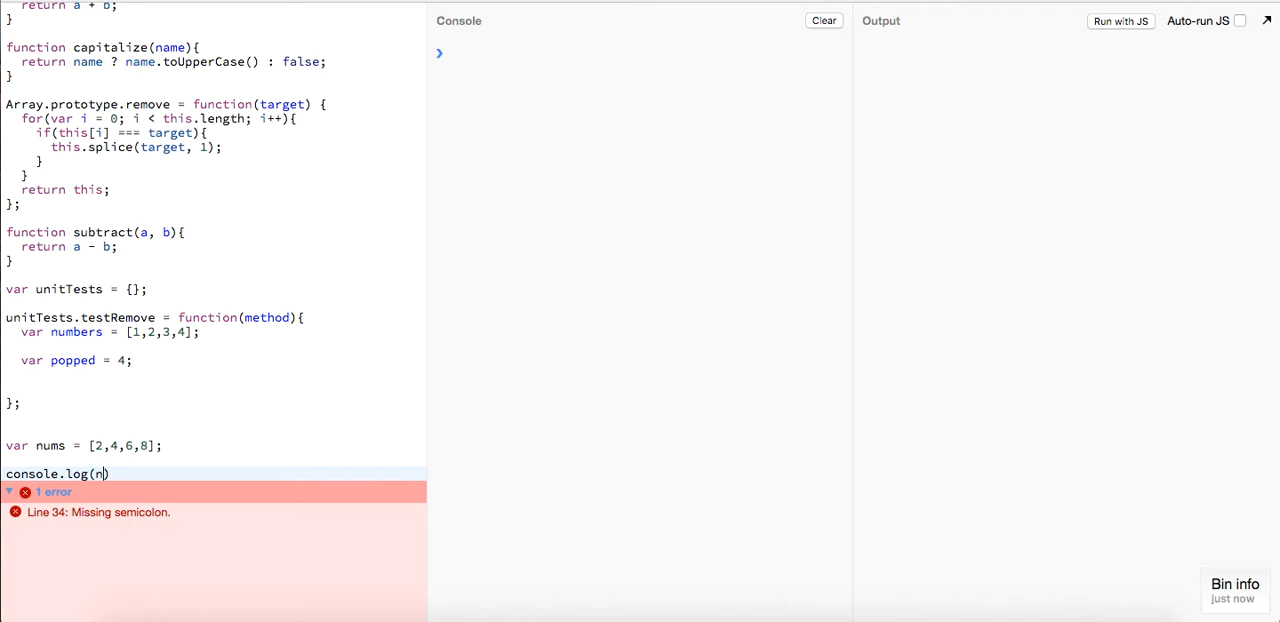 return a + b;
}
function capitalize(name){
return name ? name.toUpperCase() : false;
}
Array.prototype.remove = function(target) {
for(var i = 0; i < this.length; i++){
if(this[i] === target){
this.splice(target, 1);
}
}
return this;
};
function subtract(a, b){
return a - b;
}
var unitTests = {};
unitTests.testRemove = function(method){
var numbers = [1,2,3,4];
var popped = 4;
};
var nums = [2,4,6,8];
console.log(n)
1 error
Line 34: Missing semicolon.
Console
Clear
Output
Run with JS
Auto-run JS
Bin info
just now